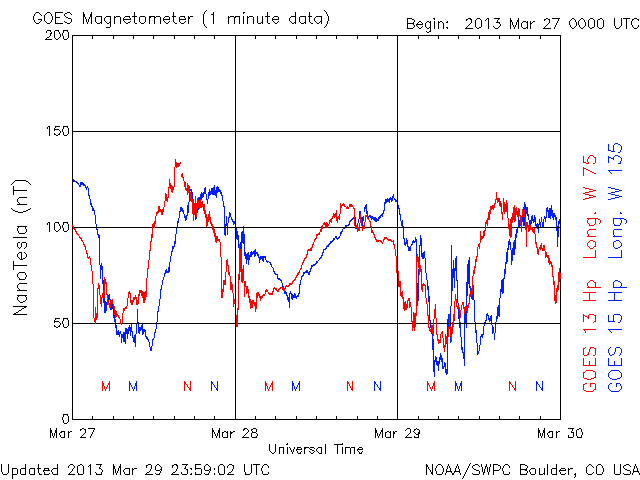 GOES Magnetometer (1 minute data)
Begin: 2013 Mar 27 0000 UTC
200
150
100
50
0
NanoTesla (nT)
M M N N M M N N M M N N
Mar 27 Mar 28 Mar 29 Mar 30
Universal Time
GOES 13 Hp Long. W 75
GOES 15 Hp Long. W 135
Updated 2013 Mar 29 23:59:02 UTC
NOAA/SWPC Boulder, CO USA